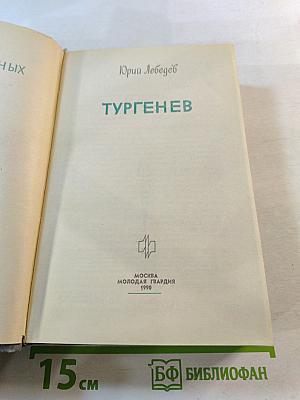 НЫХ
Юрий Лебедев
ТУРГЕНЕВ
МОСКВА
МОЛОДАЯ ГВАРДИЯ
1990
15 см
БФ БИБЛИОФАН